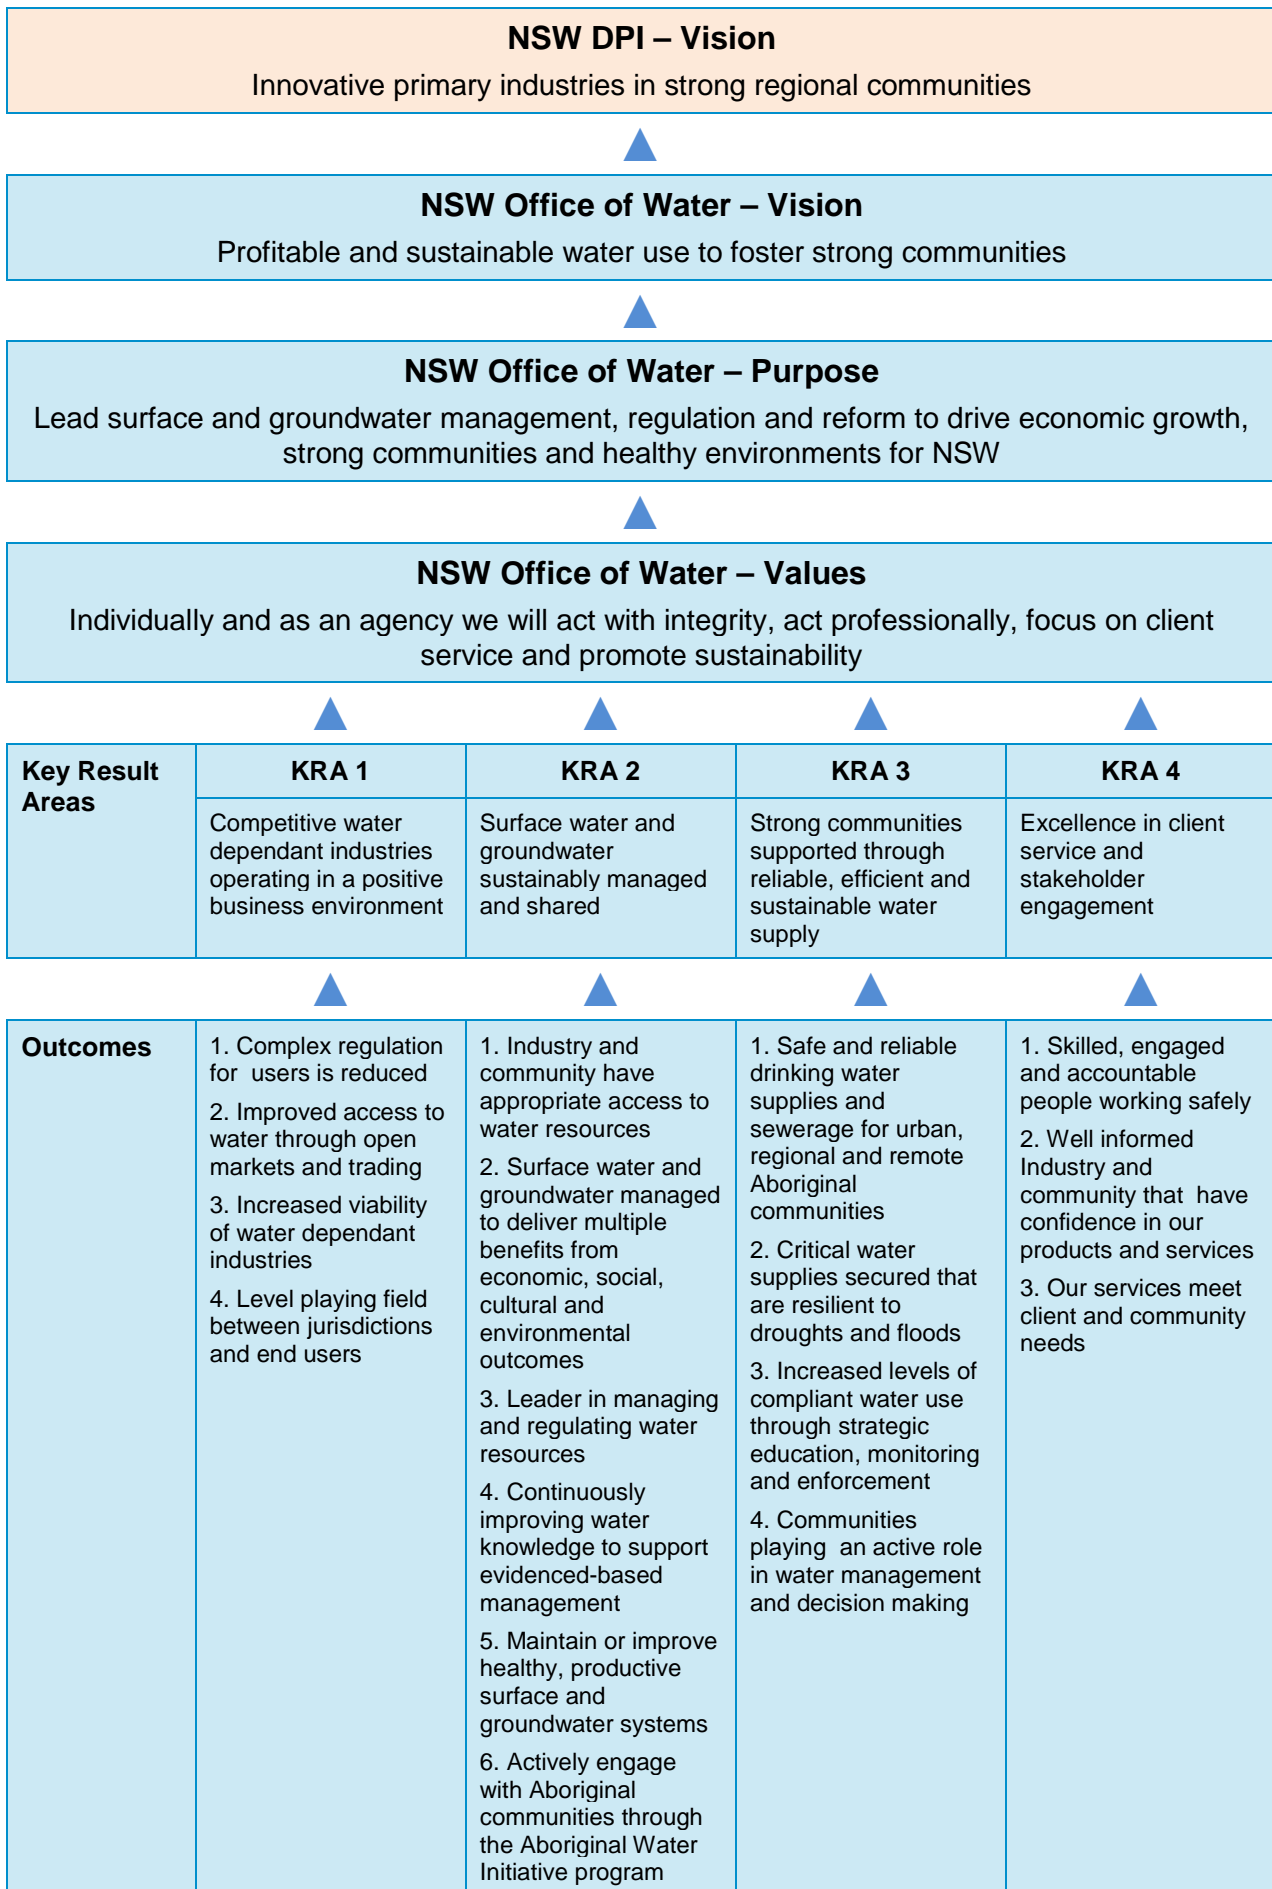 NSW DPI – Vision
Innovative primary industries in strong regional communities
NSW Office of Water – Vision
Profitable and sustainable water use to foster strong communities
NSW Office of Water – Purpose
Lead surface and groundwater management, regulation and reform to drive economic growth,
strong communities and healthy environments for NSW
NSW Office of Water – Values
Individually and as an agency we will act with integrity, act professionally, focus on client
service and promote sustainability
Key Result
Areas
KRA 1
Competitive water
dependant industries
operating in a positive
business environment
KRA 2
Surface water and
groundwater
sustainably managed
and shared
KRA 3
Strong communities
supported through
reliable, efficient and
sustainable water
supply
KRA 4
Excellence in client
service and
stakeholder
engagement
Outcomes
1. Complex regulation
for users is reduced
2. Improved access to
water through open
markets and trading
3. Increased viability
of water dependant
industries
4. Level playing field
between jurisdictions
and end users
1. Industry and
community have
appropriate access to
water resources
2. Surface water and
groundwater managed
to deliver multiple
benefits from
economic, social,
cultural and
environmental
outcomes
3. Leader in managing
and regulating water
resources
4. Continuously
improving water
knowledge to support
evidenced-based
management
5. Maintain or improve
healthy, productive
surface and
groundwater systems
6. Actively engage
with Aboriginal
communities through
the Aboriginal Water
Initiative program
1. Safe and reliable
drinking water
supplies and
sewerage for urban,
regional and remote
Aboriginal
communities
2. Critical water
supplies secured that
are resilient to
droughts and floods
3. Increased levels of
compliant water use
through strategic
education, monitoring
and enforcement
4. Communities
playing an active role
in water management
and decision making
1. Skilled, engaged
and accountable
people working safely
2. Well informed
Industry and
community that have
confidence in our
products and services
3. Our services meet
client and community
needs